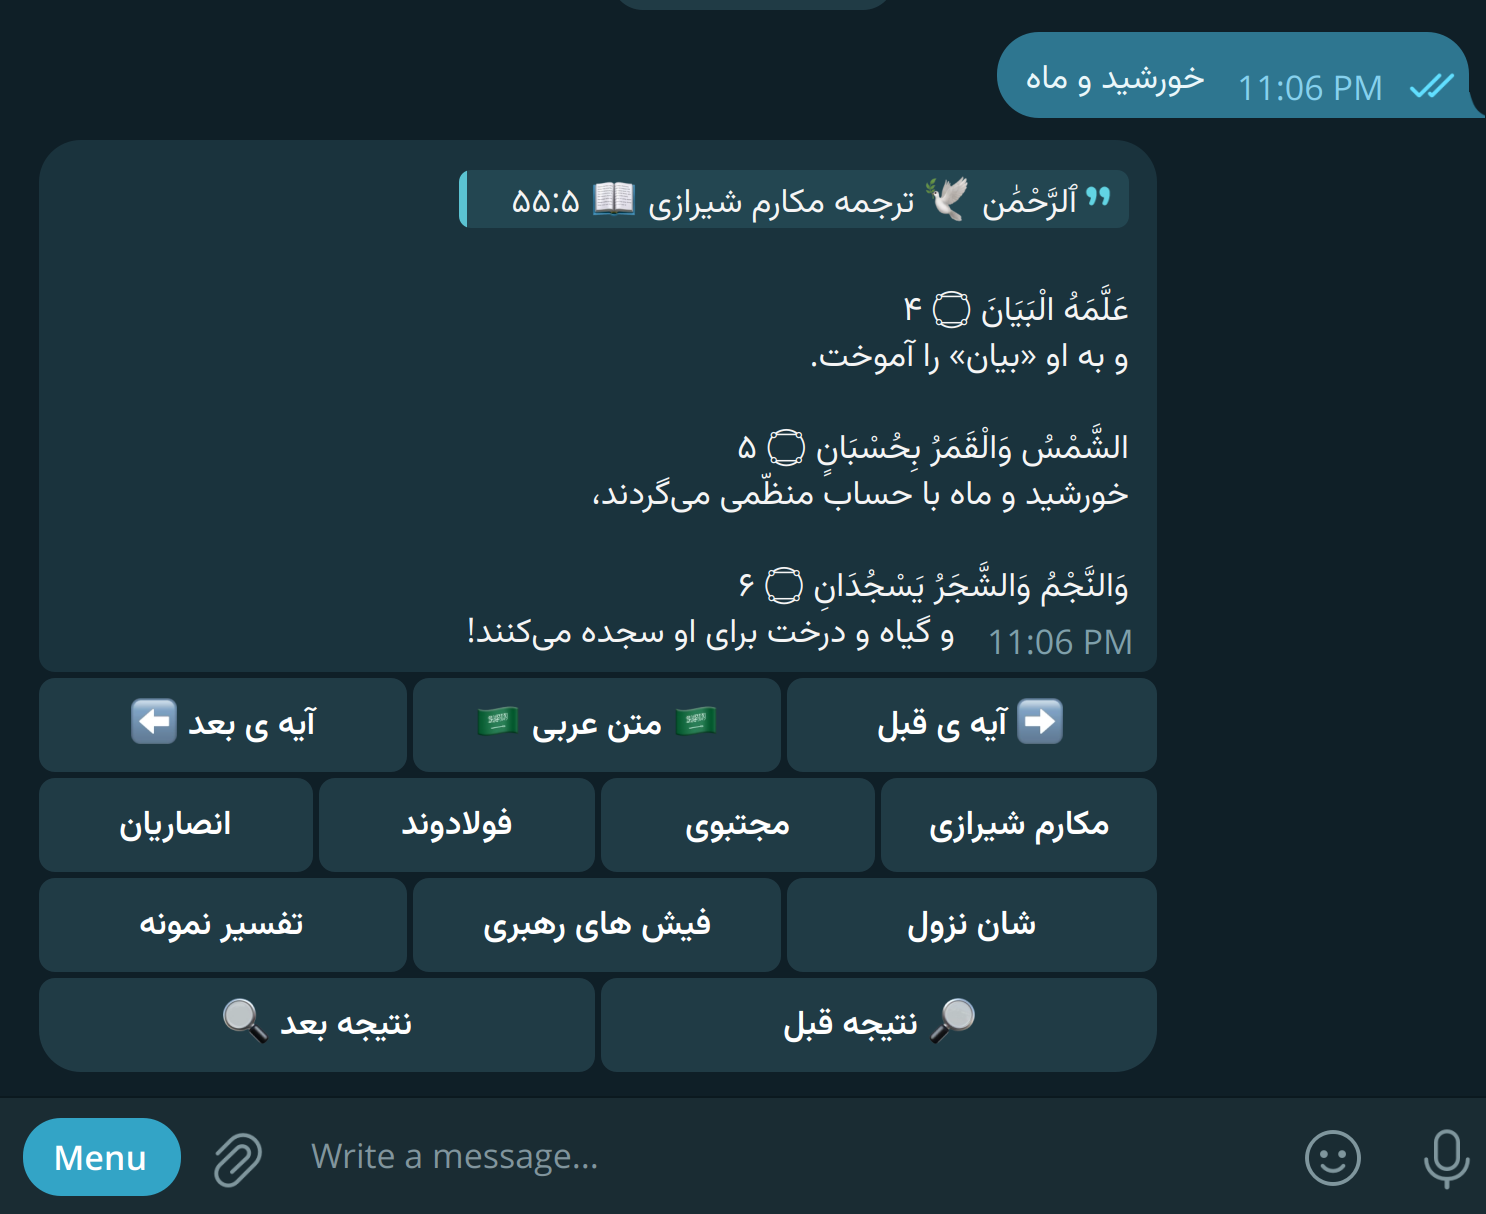 خورشید و ماه 11:06 PM
ٱلرَّحْمَٰن 🕊 ترجمه مکارم شیرازی 📖 ۵۵:۵
عَلَّمَهُ الْبَيَانَ ۝ ۴
و به او «بیان» را آموخت.
الشَّمْسُ وَالْقَمَرُ بِحُسْبَانٍ ۝ ۵
خورشید و ماه با حساب منظّمی می‌گردند،
وَالنَّجْمُ وَالشَّجَرُ يَسْجُدَانِ ۝ ۶
و گیاه و درخت برای او سجده می‌کنند! 11:06 PM
➡️ آیه ی قبل
🇸🇦 متن عربی 🇸🇦
آیه ی بعد ⬅️
مکارم شیرازی
مجتبوی
فولادوند
انصاریان
شان نزول
فیش های رهبری
تفسیر نمونه
🔎 نتیجه قبل
نتیجه بعد 🔍
Menu
Write a message...